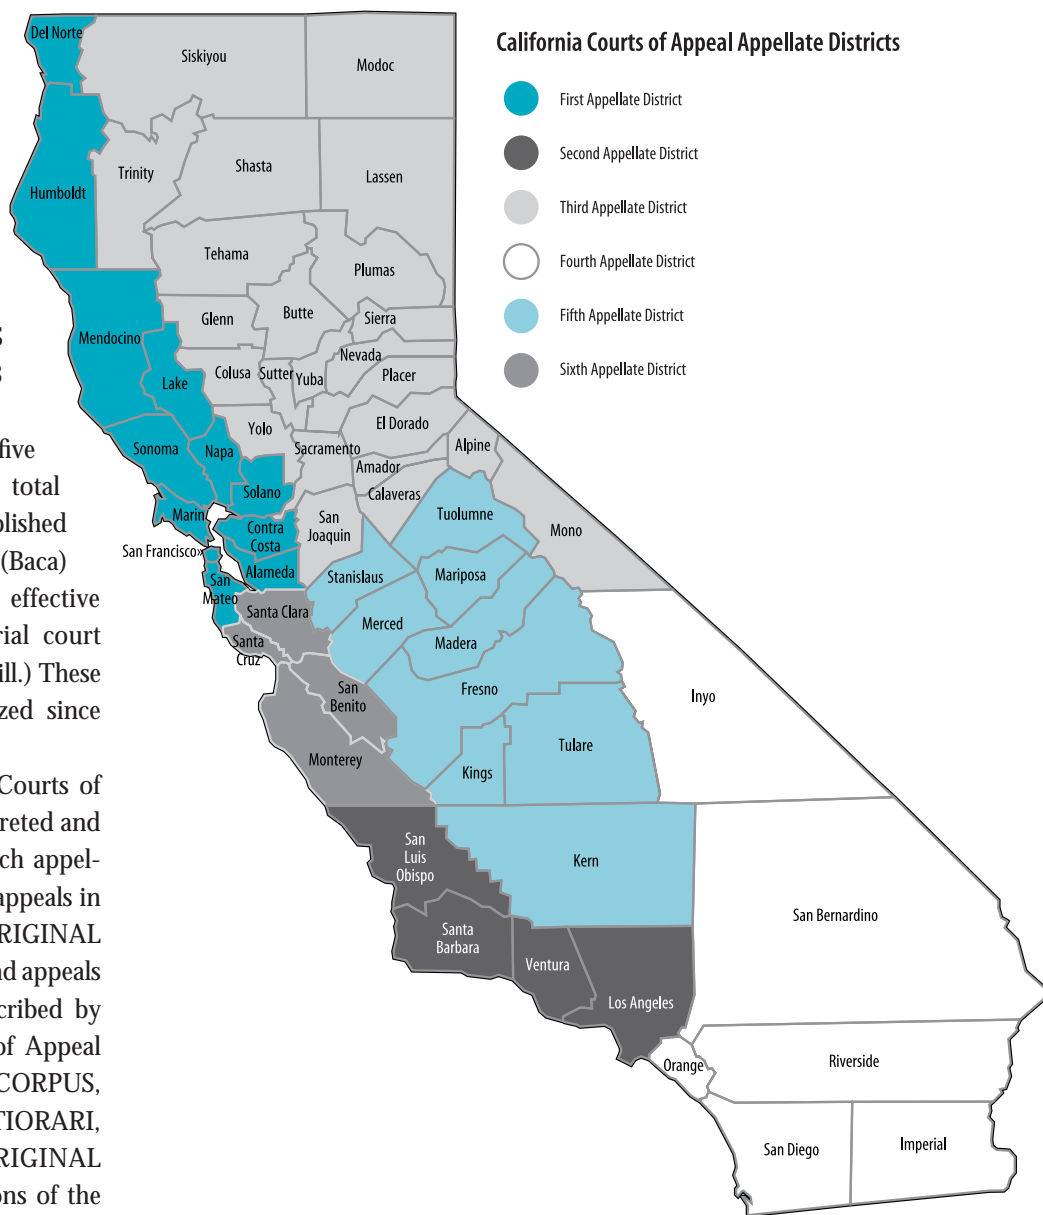 California Courts of Appeal Appellate Districts
First Appellate District
Second Appellate District
Third Appellate District
Fourth Appellate District
Fifth Appellate District
Sixth Appellate District
Del Norte
Siskiyou
Modoc
Humboldt
Trinity
Shasta
Lassen
Tehama
Plumas
Mendocino
Glenn
Butte
Sierra
Lake
Colusa
Sutter
Yuba
Nevada
Placer
Sonoma
Napa
Yolo
El Dorado
Sacramento
Alpine
Amador
Solano
Calaveras
Marin
Contra
Costa
San
Joaquin
Tuolumne
Mono
San Francisco
Alameda
Stanislaus
Mariposa
San
Mateo
Santa Clara
Merced
Madera
Santa
Cruz
San
Benito
Fresno
Inyo
Monterey
Kings
Tulare
San
Luis
Obispo
Kern
San Bernardino
Santa
Barbara
Ventura
Los Angeles
Orange
Riverside
San Diego
Imperial
five
total
(Baca)
effective
rial court
ill.) These
zed since
Courts of
reted and
ch appel-
appeals in
RIGINAL
nd appeals
cribed by
of Appeal
CORPUS,
TIORARI,
RIGINAL
ons of the